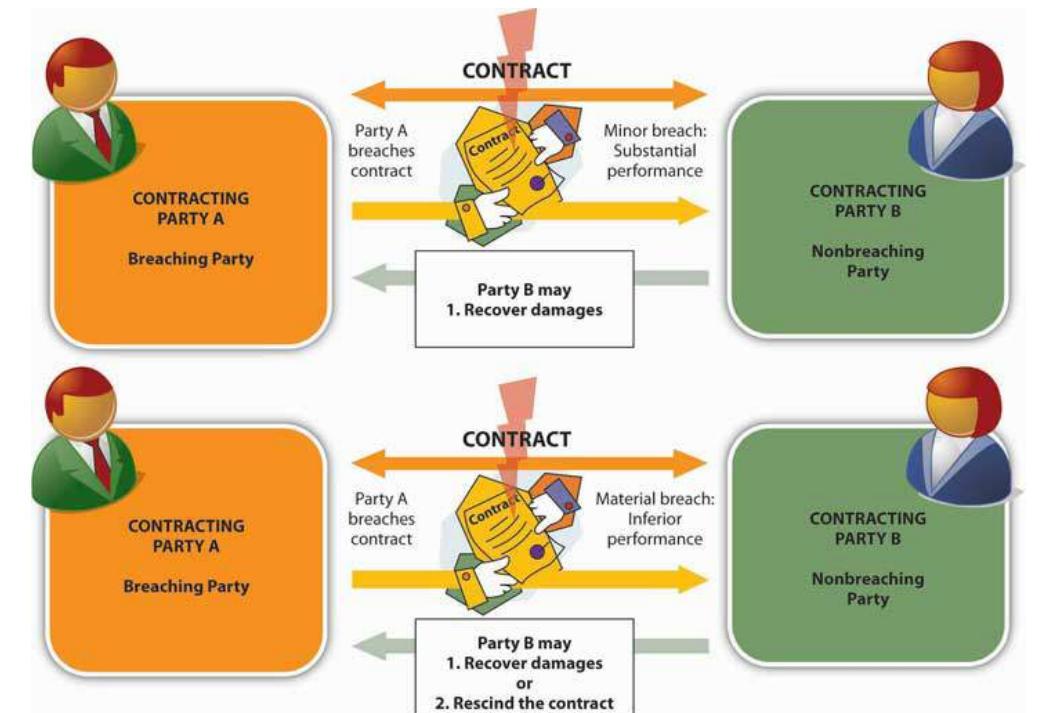 CONTRACT
Party A
breaches
contract
Contract
Minor breach:
Substantial
performance
CONTRACTING
PARTY A
Breaching Party
CONTRACTING
PARTY B
Nonbreaching
Party
Party B may
1. Recover damages
CONTRACT
Party A
breaches
contract
Contract
Material breach:
Inferior
performance
CONTRACTING
PARTY A
Breaching Party
CONTRACTING
PARTY B
Nonbreaching
Party
Party B may
1. Recover damages
or
2. Rescind the contract